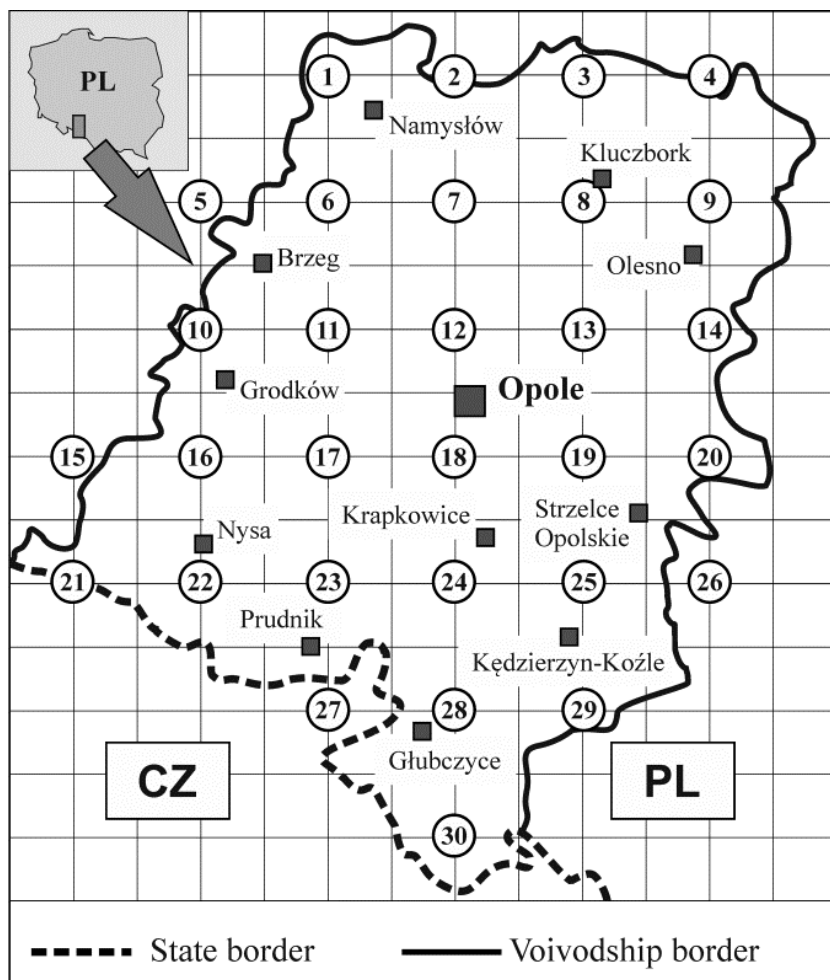 PL
1 2 3 4
Namysłów
Kluczbork
5 6 7 8 9
Brzeg
Olesno
10 11 12 13 14
Grodków
Opole
15 16 17 18 19 20
Krapkowice
Strzelce
Opolskie
Nysa
21 22 23 24 25 26
Prudnik
Kędzierzyn-Koźle
27 28 29
Głubczyce
CZ
PL
30
State border
Voivodship border